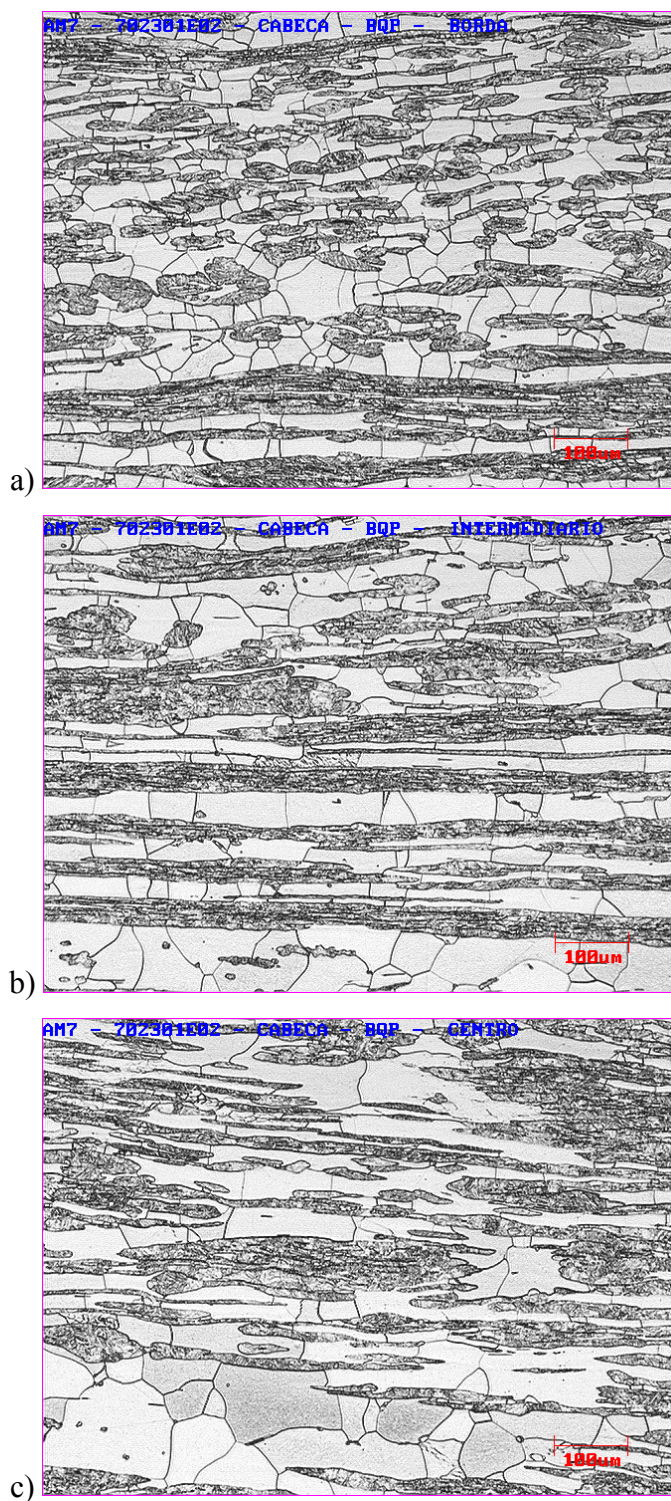 AM7 - 702301E02 - CABECA - BQP - BORDA
100um
a)
AM7 - 702301E02 - CABECA - BQP - INTERMEDIARIO
100um
b)
AM7 - 702301E02 - CABECA - BQP - CENTRO
100um
c)